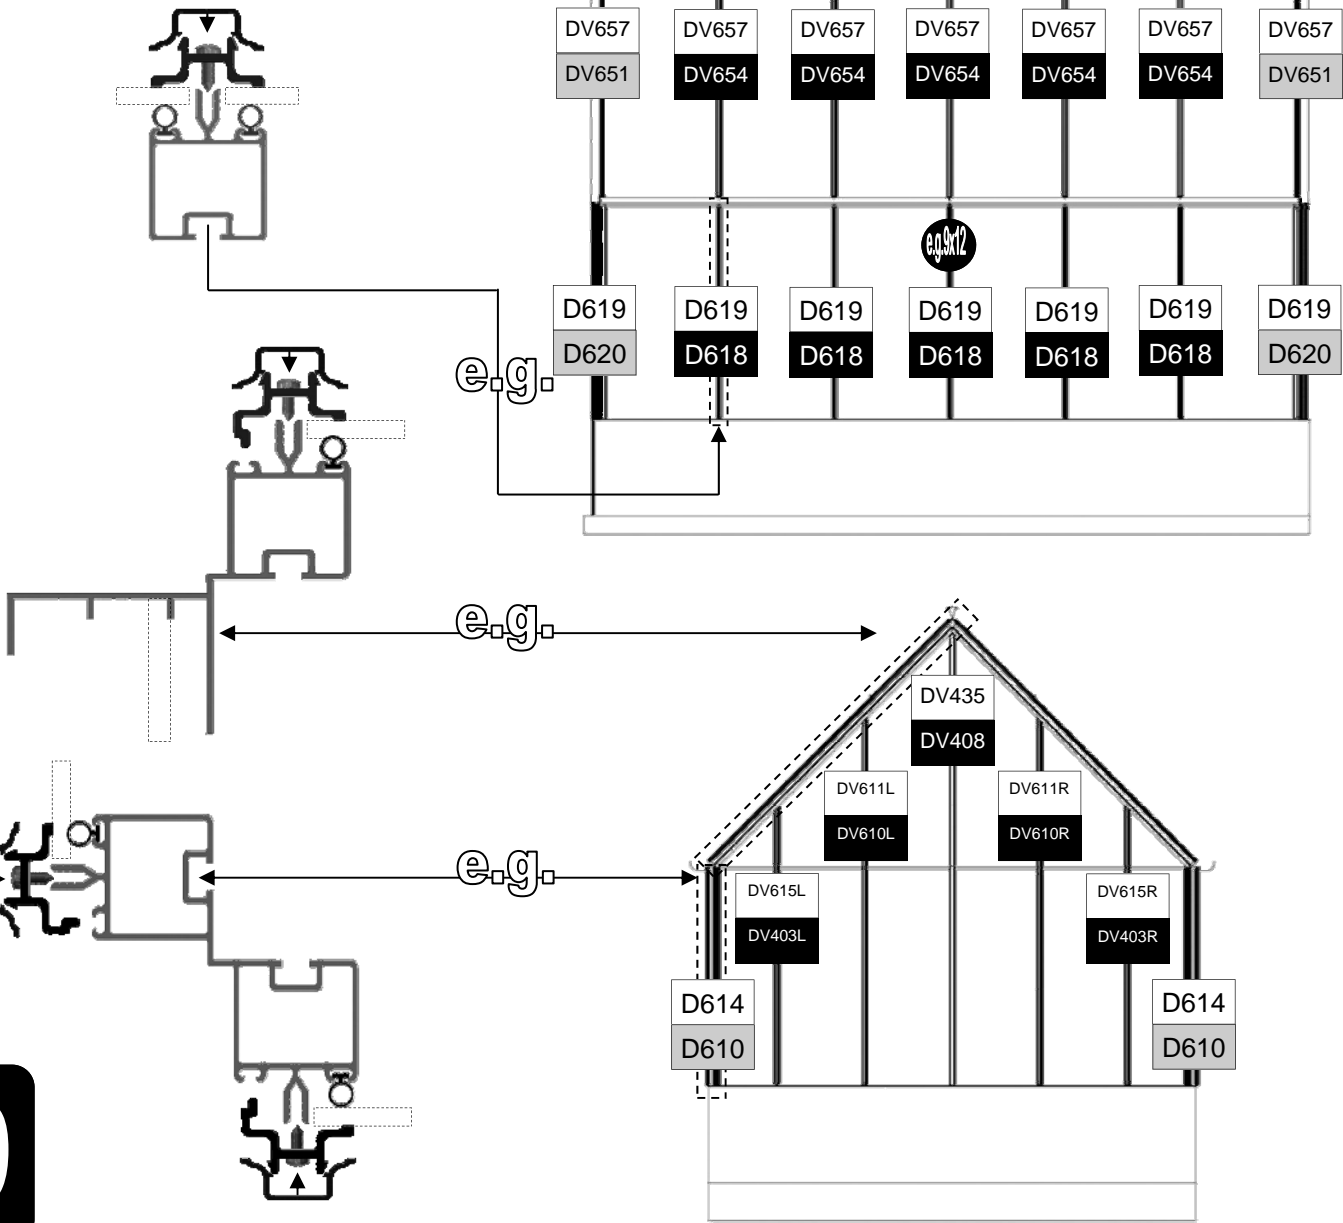 DV657 DV657 DV657 DV657 DV657 DV657 DV657
DV651 DV654 DV654 DV654 DV654 DV654 DV651
e.g.9x12
D619 D619 D619 D619 D619 D619 D619
D620 D618 D618 D618 D618 D618 D620
e.g.
e.g.
DV435
DV408
DV611L DV611R
DV610L DV610R
e.g.
DV615L DV615R
DV403L DV403R
D614 D614
D610 D610